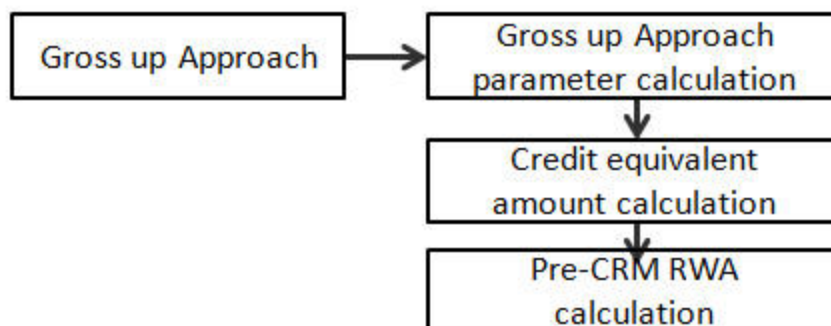 Gross up Approach
Gross up Approach
parameter calculation
Credit equivalent
amount calculation
Pre-CRM RWA
calculation